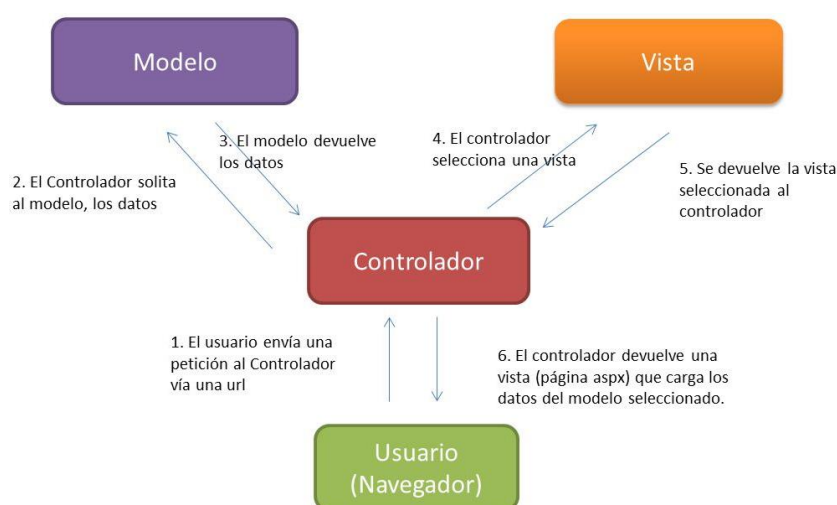 Modelo
Vista
3. El modelo devuelve
los datos
4. El controlador
selecciona una vista
2. El Controlador solita
al modelo, los datos
5. Se devuelve la vista
seleccionada al
controlador
Controlador
1. El usuario envía una
petición al Controlador
vía una url
6. El controlador devuelve una
vista (página aspx) que carga los
datos del modelo seleccionado.
Usuario
(Navegador)